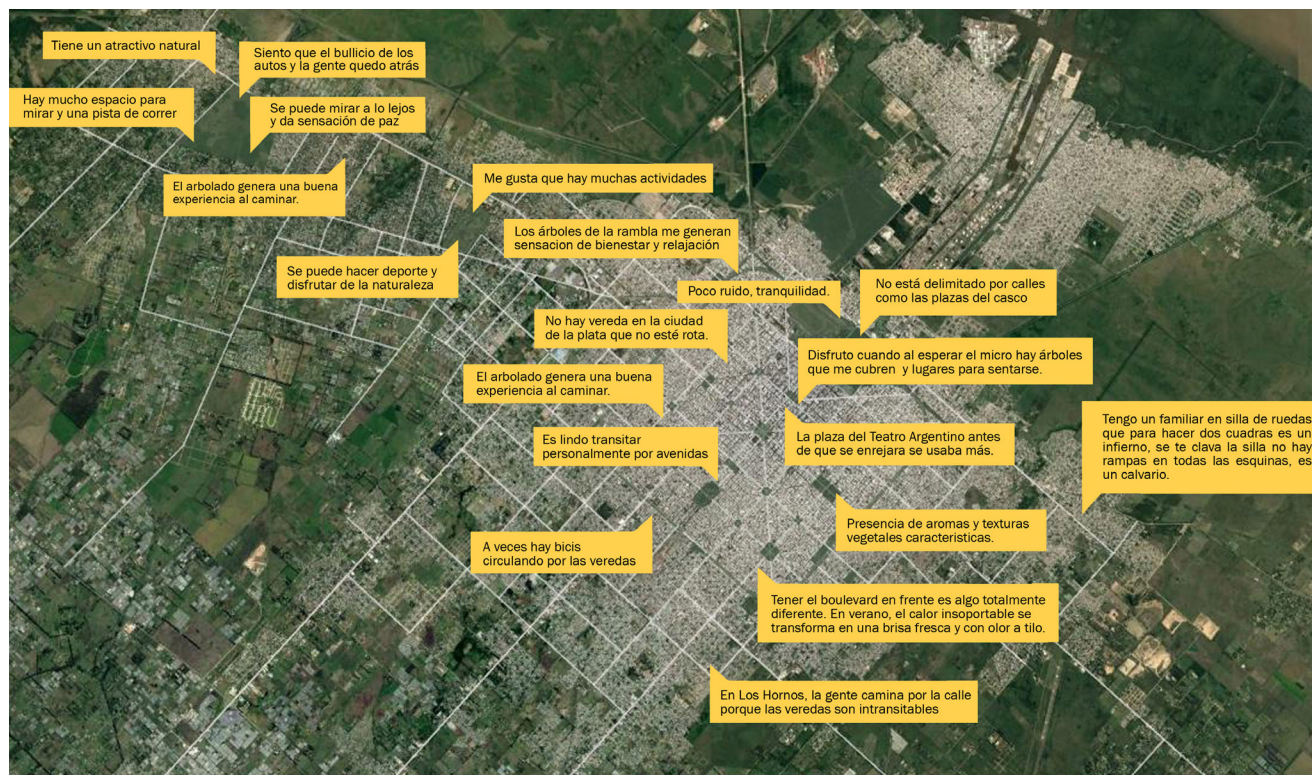 Tiene un atractivo natural
Siento que el bullicio de los
autos y la gente quedo atrás
Hay mucho espacio para
mirar y una pista de correr
Se puede mirar a lo lejos
y da sensación de paz
El arbolado genera una buena
experiencia al caminar.
Me gusta que hay muchas actividades
Los árboles de la rambla me generan
sensacion de bienestar y relajación
Se puede hacer deporte y
disfrutar de la naturaleza
Poco ruido, tranquilidad.
No está delimitado por calles
como las plazas del casco
No hay vereda en la ciudad
de la plata que no esté rota.
Disfruto cuando al esperar el micro hay árboles
que me cubren y lugares para sentarse.
El arbolado genera una buena
experiencia al caminar.
Tengo un familiar en silla de ruedas
que para hacer dos cuadras es un
infierno, se te clava la silla no hay
rampas en todas las esquinas, es
un calvario.
Es lindo transitar
personalmente por avenidas
La plaza del Teatro Argentino antes
de que se enrejara se usaba más.
Presencia de aromas y texturas
vegetales caracteristicas.
A veces hay bicis
circulando por las veredas
Tener el boulevard en frente es algo totalmente
diferente. En verano, el calor insoportable se
transforma en una brisa fresca y con olor a tilo.
En Los Hornos, la gente camina por la calle
porque las veredas son intransitables